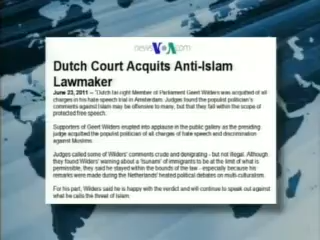 newsVOA.com
Dutch Court Acquits Anti-Islam
Lawmaker
June 23, 2011 -- "Dutch far-right Member of Parliament Geert Wilders was acquitted of all
charges in his hate speech trial in Amsterdam. Judges found the populist politician's
comments against Islam may be offensive to many, but that they fall within the scope of
protected free speech.
Supporters of Geert Wilders erupted into applause in the public gallery as the presiding
judge acquitted the populist politician of all charges of hate speech and discrimination
against Muslims.
Judges called some of Wilders' comments crude and denigrating - but not illegal. Although
they found Wilders' warning about a "tsunami" of immigrants to be at the limit of what is
permissible, they said he stayed within the bounds of the law - especially because his
remarks were made during the Netherlands' heated political debates on multi culturalism.
For his part, Wilders said he is happy with the verdict and will continue to speak out against
what he calls the threat of Islam.